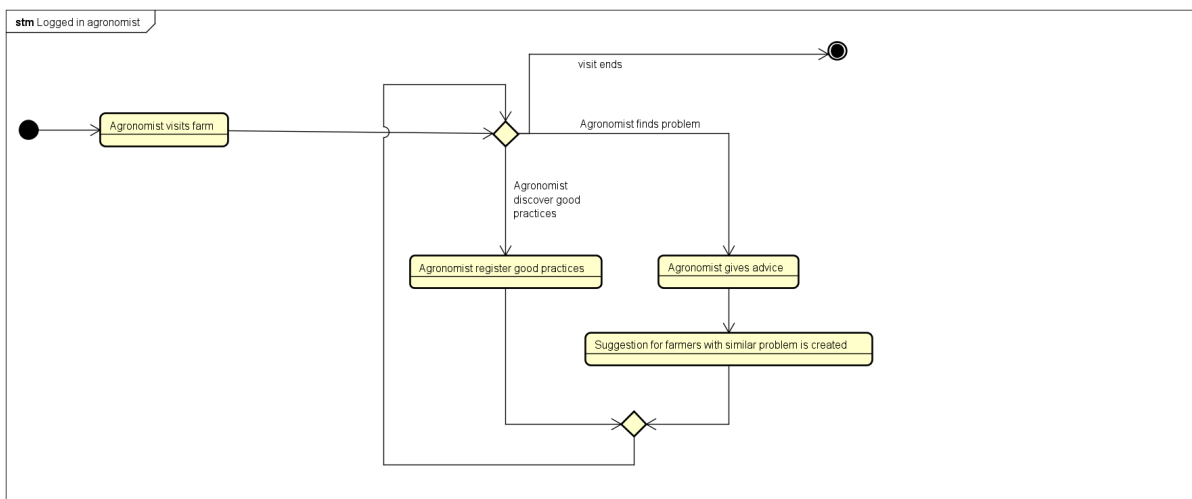 stm Logged in agronomist
visit ends
Agronomist visits farm
Agronomist finds problem
Agronomist
discover good
practices
Agronomist register good practices
Agronomist gives advice
Suggestion for farmers with similar problem is created